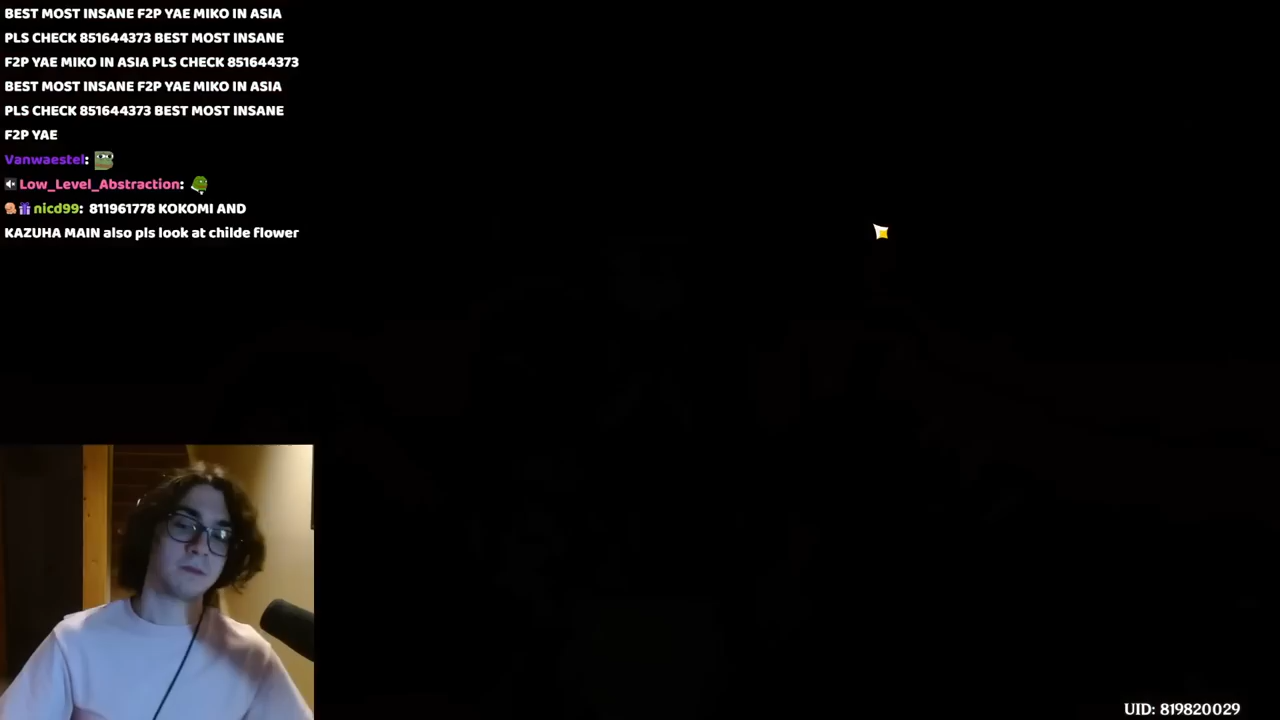 BEST MOST INSANE F2P YAE MIKO IN ASIA
PLS CHECK 851644373 BEST MOST INSANE
F2P YAE MIKO IN ASIA PLS CHECK 851644373
BEST MOST INSANE F2P YAE MIKO IN ASIA
PLS CHECK 851644373 BEST MOST INSANE
F2P YAE
Vanwaestel:
Low_Level_Abstraction:
nicd99: 811961778 KOKOMI AND
KAZUHA MAIN also pls look at childe flower
UID: 819820029